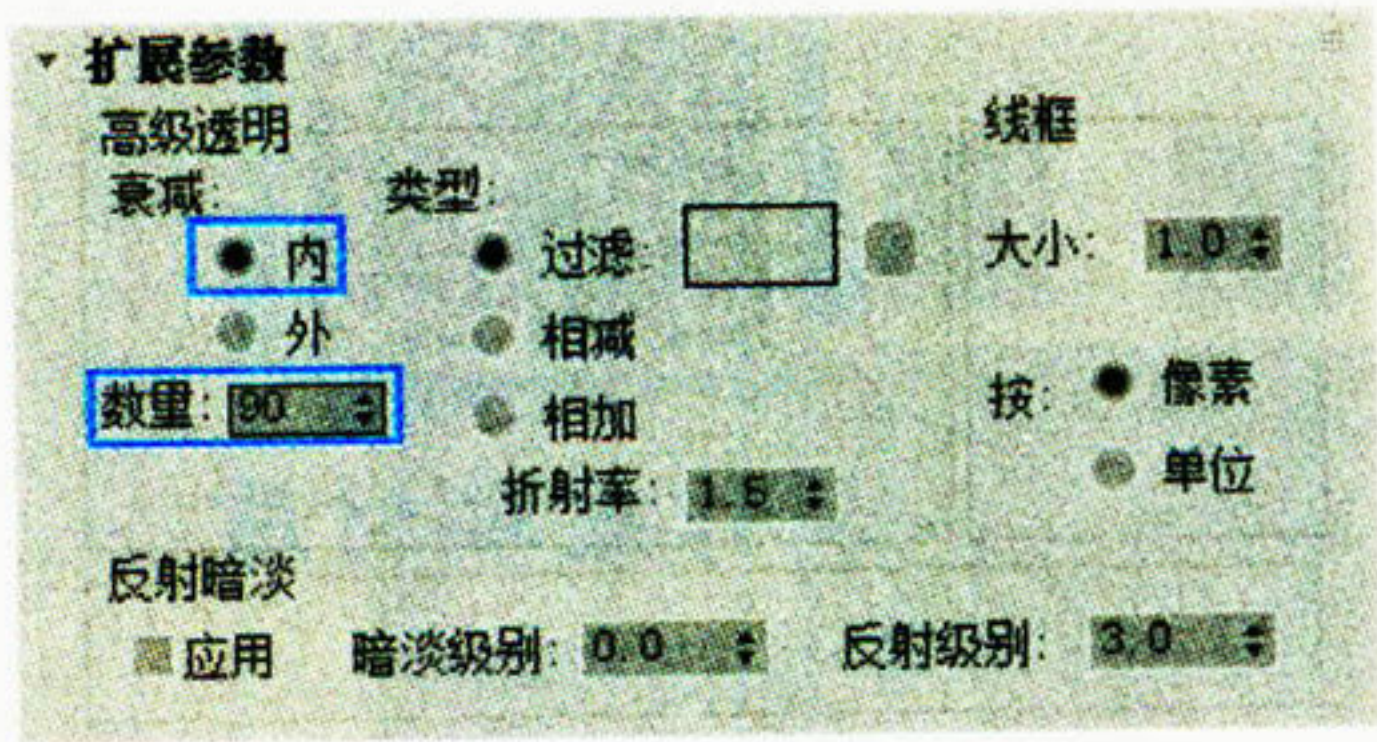 扩展参数
高级透明 线框
衰减: 类型:
内 过滤: 大小: 1.0
外 相减
数量: 90 相加 按: 像素
单位
折射率: 1.5
反射暗淡
应用 暗淡级别: 0.0 反射级别: 3.0